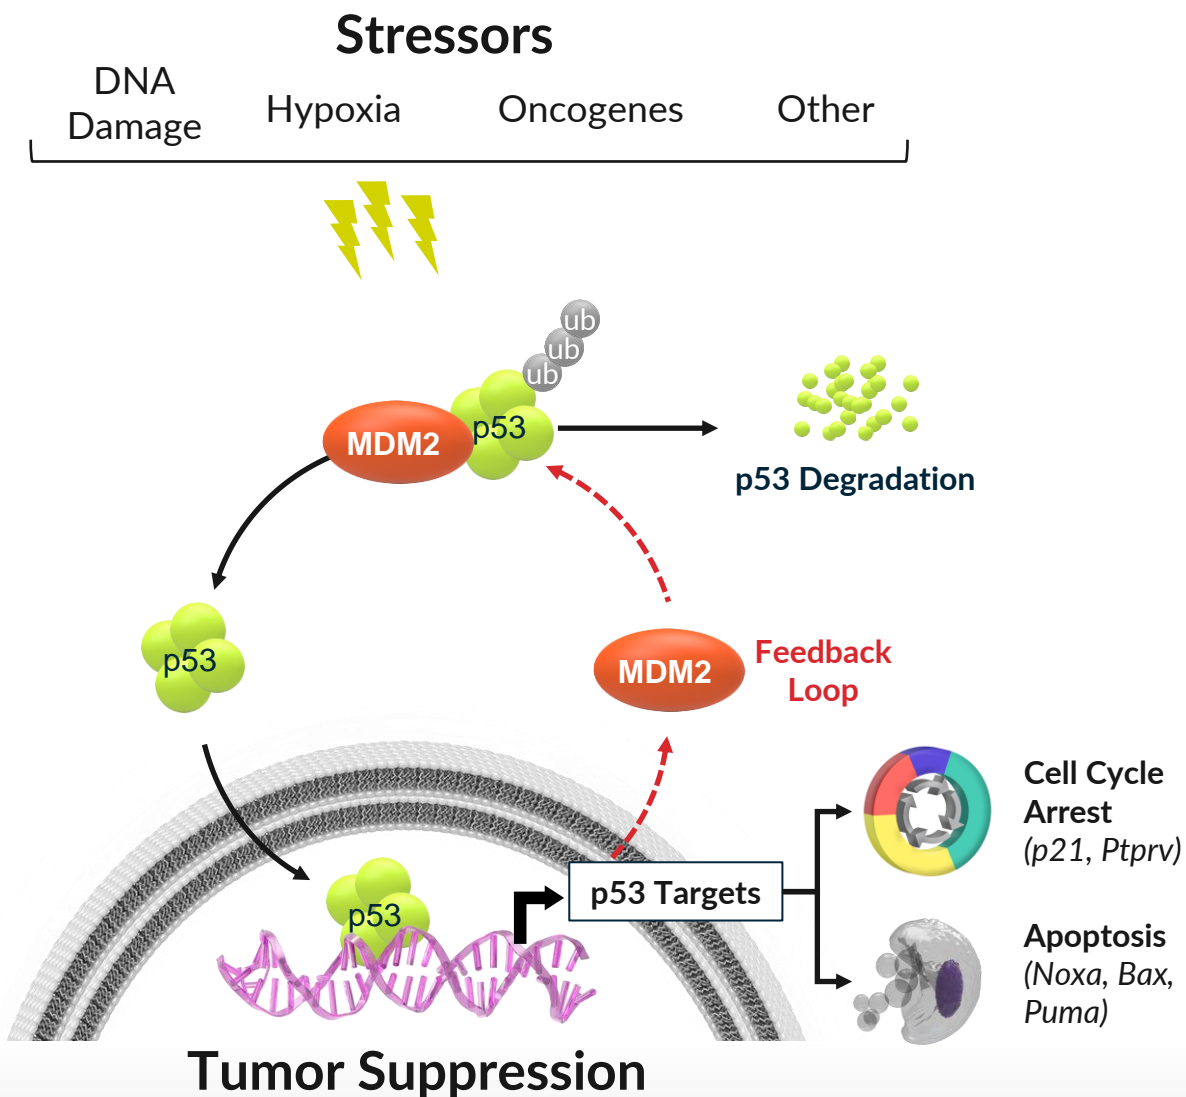 Stressors
DNA
Damage
Hypoxia
Oncogenes
Other
ub
ub
ub
p53
MDM2
p53 Degradation
p53
MDM2
Feedback
Loop
Cell Cycle
Arrest
(p21, Ptprv)
p53 Targets
p53
Apoptosis
(Noxa, Bax,
Puma)
Tumor Suppression